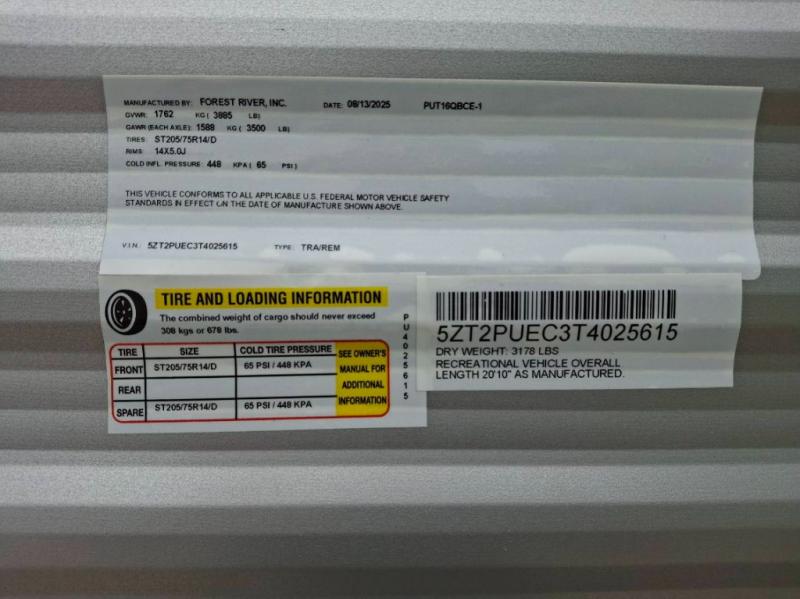 MANUFACTURED BY: FOREST RIVER, INC. DATE: 08/13/2025 PUT16QBCE-1
GVWR: 1762 KG ( 3885 LB)
GAWR (EACH AXLE): 1588 KG ( 3500 LB)
TIRES: ST205/75R14/D
RIMS: 14X5.0J
COLD INFL. PRESSURE: 448 KPA ( 65 PSI )
THIS VEHICLE CONFORMS TO ALL APPLICABLE U.S. FEDERAL MOTOR VEHICLE SAFETY
STANDARDS IN EFFECT ON THE DATE OF MANUFACTURE SHOWN ABOVE.
V.I.N.: 5ZT2PUEC3T4025615 TYPE: TRA/REM
TIRE AND LOADING INFORMATION
The combined weight of cargo should never exceed
308 kgs or 678 lbs.
TIRE SIZE COLD TIRE PRESSURE SEE OWNER'S
FRONT ST205/75R14/D 65 PSI / 448 KPA MANUAL FOR
REAR ADDITIONAL
SPARE ST205/75R14/D 65 PSI / 448 KPA INFORMATION
PU4025615
5ZT2PUEC3T4025615
DRY WEIGHT: 3178 LBS
RECREATIONAL VEHICLE OVERALL
LENGTH 20'10" AS MANUFACTURED.